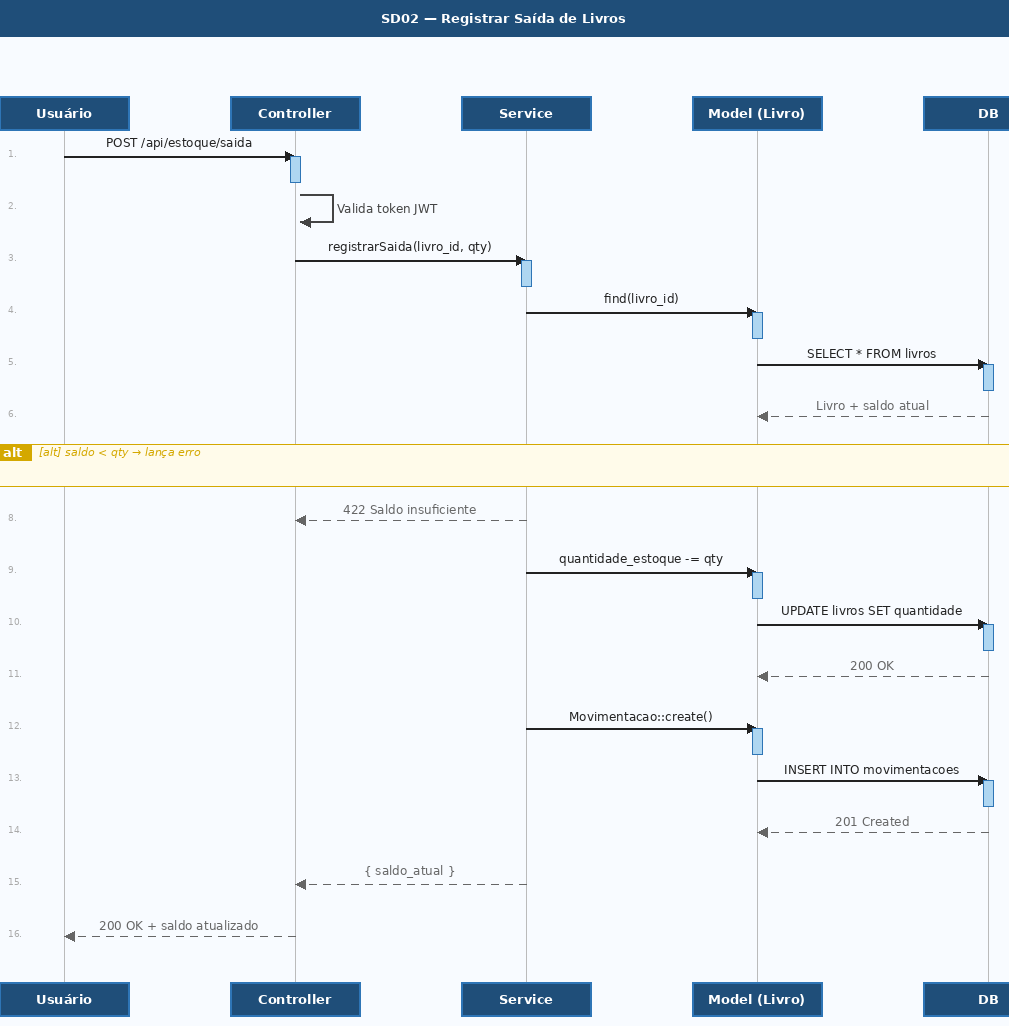 SD02 — Registrar Saída de Livros
Usuário
Controller
Service
Model (Livro)
DB
1.
POST /api/estoque/saida
2.
Valida token JWT
3.
registrarSaida(livro_id, qty)
4.
find(livro_id)
5.
SELECT * FROM livros
6.
Livro + saldo atual
alt
[alt] saldo < qty → lança erro
8.
422 Saldo insuficiente
9.
quantidade_estoque -= qty
10.
UPDATE livros SET quantidade
11.
200 OK
12.
Movimentacao::create()
13.
INSERT INTO movimentacoes
14.
201 Created
15.
{ saldo_atual }
16.
200 OK + saldo atualizado
Usuário
Controller
Service
Model (Livro)
DB